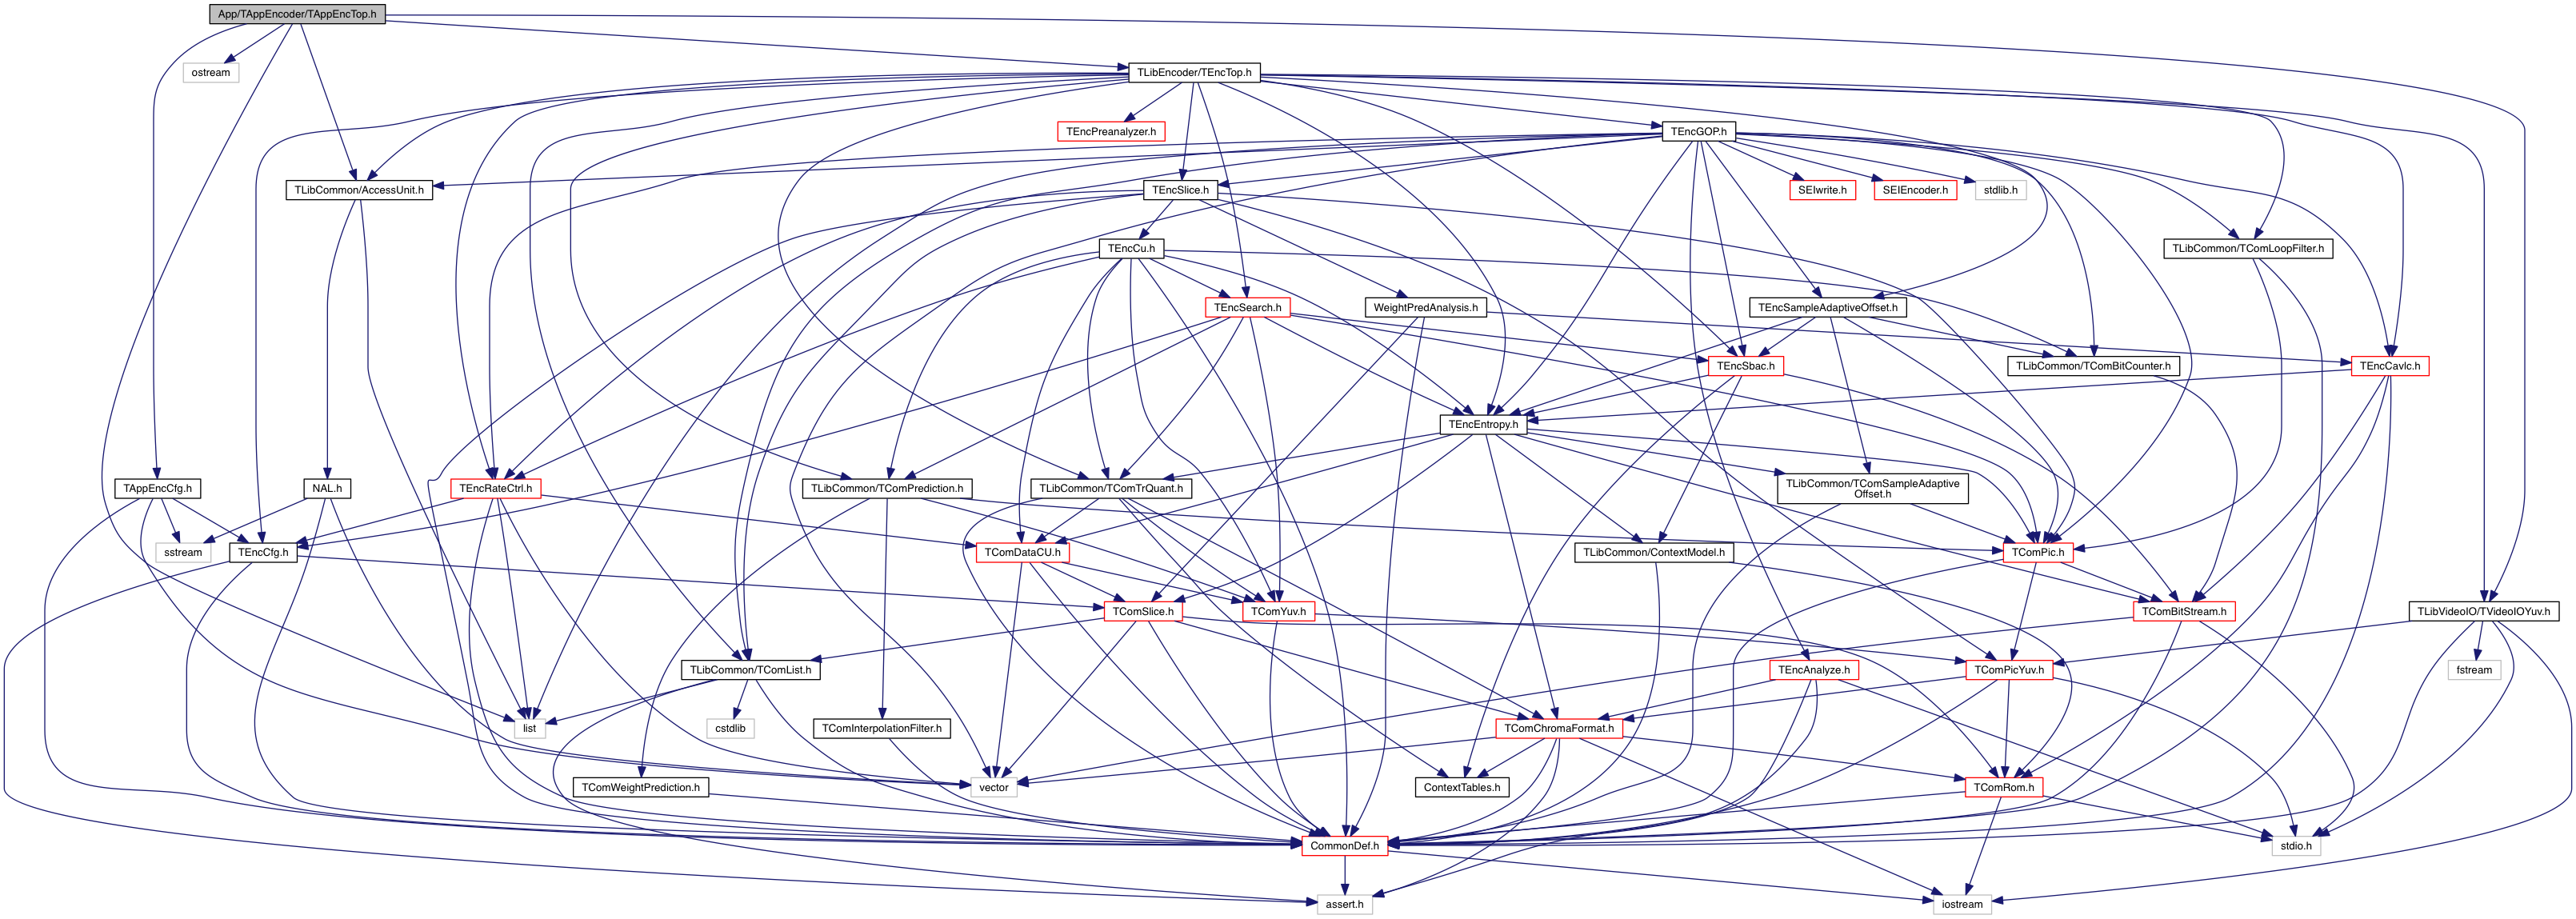 App/TAppEncoder/TAppEncTop.h
ostream
TLibEncoder/TEncTop.h
TEncPreanalyzer.h
TEncGOP.h
TLibCommon/AccessUnit.h
TEncSlice.h
SEIwrite.h
SEIEncoder.h
stdlib.h
TEncCu.h
TLibCommon/TComLoopFilter.h
TEncSearch.h
WeightPredAnalysis.h
TEncSampleAdaptiveOffset.h
TEncSbac.h
TLibCommon/TComBitCounter.h
TEncCavlc.h
TEncEntropy.h
TAppEncCfg.h
NAL.h
TEncRateCtrl.h
TLibCommon/TComPrediction.h
TLibCommon/TComTrQuant.h
TLibCommon/TComSampleAdaptive
Offset.h
sstream
TEncCfg.h
TComDataCU.h
TLibCommon/ContextModel.h
TComPic.h
TComSlice.h
TComYuv.h
TComBitStream.h
TLibVideoIO/TVideoIOYuv.h
TLibCommon/TComList.h
TEncAnalyze.h
TComPicYuv.h
fstream
list
cstdlib
TComInterpolationFilter.h
TComChromaFormat.h
TComWeightPrediction.h
vector
ContextTables.h
TComRom.h
CommonDef.h
stdio.h
assert.h
iostream